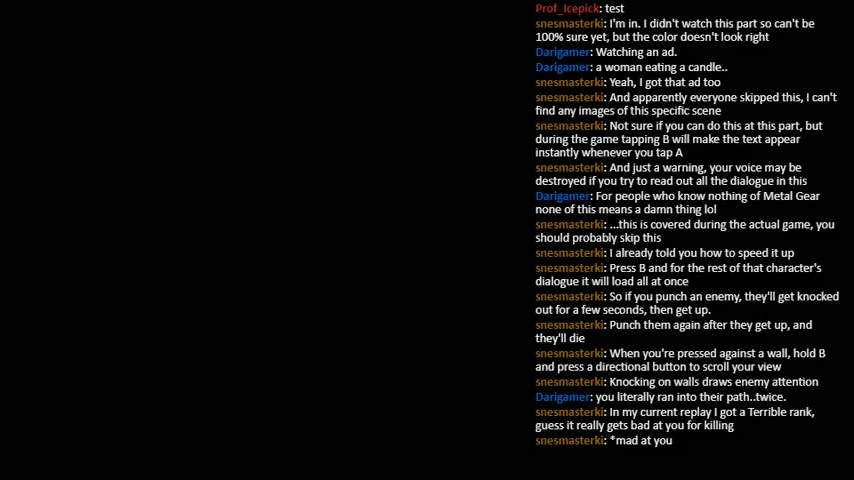 Prof_Icepick: test
snesmasterki: I'm in. I didn't watch this part so can't be
100% sure yet, but the color doesn't look right
Darigamer: Watching an ad.
Darigamer: a woman eating a candle..
snesmasterki: Yeah, I got that ad too
snesmasterki: And apparently everyone skipped this, I can't
find any images of this specific scene
snesmasterki: Not sure if you can do this at this part, but
during the game tapping B will make the text appear
instantly whenever you tap A
snesmasterki: And just a warning, your voice may be
destroyed if you try to read out all the dialogue in this
Darigamer: For people who know nothing of Metal Gear
none of this means a damn thing lol
snesmasterki: ...this is covered during the actual game, you
should probably skip this
snesmasterki: I already told you how to speed it up
snesmasterki: Press B and for the rest of that character's
dialogue it will load all at once
snesmasterki: So if you punch an enemy, they'll get knocked
out for a few seconds, then get up.
snesmasterki: Punch them again after they get up, and
they'll die
snesmasterki: When you're pressed against a wall, hold B
and press a directional button to scroll your view
snesmasterki: Knocking on walls draws enemy attention
Darigamer: you literally ran into their path..twice.
snesmasterki: In my current replay I got a Terrible rank,
guess it really gets bad at you for killing
snesmasterki: *mad at you